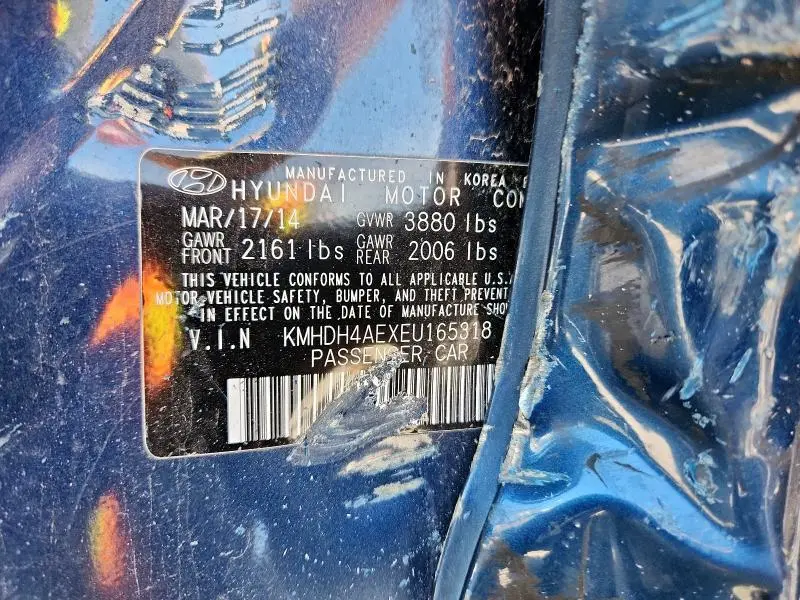 MANUFACTURED IN KOREA
HYUNDAI MOTOR
MAR/17/14 GVWR 3880 lbs
GAWR FRONT 2161 lbs GAWR REAR 2006 lbs
THIS VEHICLE CONFORMS TO ALL APPLICABLE U.S.
MOTOR VEHICLE SAFETY, BUMPER, AND THEFT PREVENT
IN EFFECT ON THE DATE OF MANUFACTURE SHO
V.I.N KMHDH4AEXEU165318
PASSENGER CAR